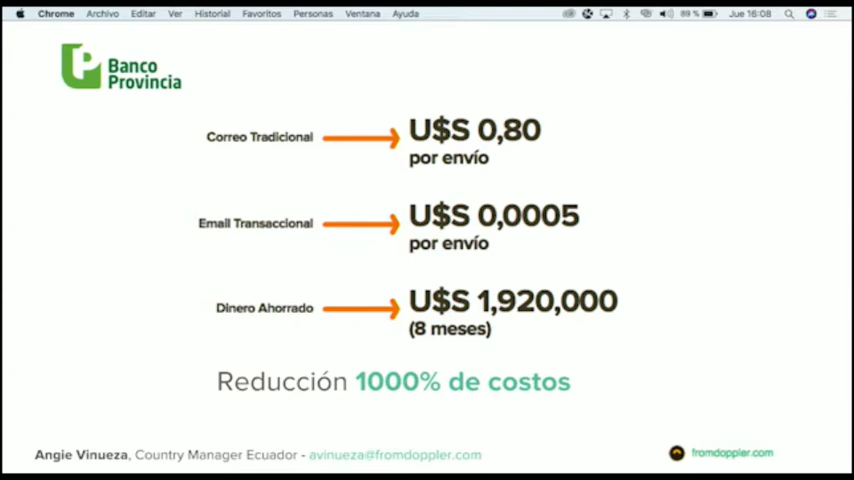 Chrome Archivo Editar Ver Historial Favoritos Personas Ventana Ayuda 89 % Jue 16:08
Banco
Provincia
Correo Tradicional U$S 0,80
por envío
Email Transaccional U$S 0,0005
por envío
Dinero Ahorrado U$S 1,920,000
(8 meses)
Reducción 1000% de costos
Angie Vinueza, Country Manager Ecuador - avinueza@fromdoppler.com
fromdoppler.com